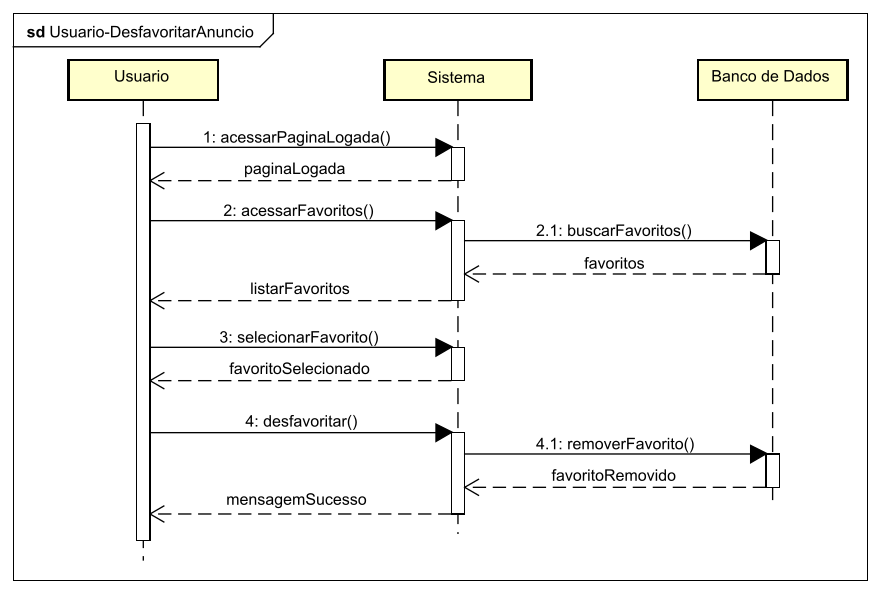 sd Usuario-DesfavoritarAnuncio
Usuario
Sistema
Banco de Dados
1: acessarPaginaLogada()
paginaLogada
2: acessarFavoritos()
2.1: buscarFavoritos()
favoritos
listarFavoritos
3: selecionarFavorito()
favoritoSelecionado
4: desfavoritar()
4.1: removerFavorito()
favoritoRemovido
mensagemSucesso